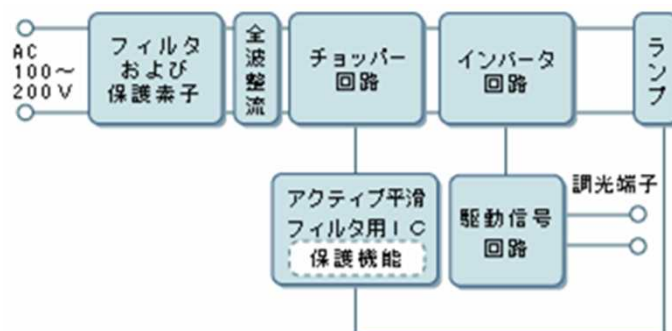 AC
100～
200V
フィルタ
および
保護素子
全波整流
チョッパー
回路
インバータ
回路
ランプ
アクティブ平滑
フィルタ用IC
保護機能
駆動信号
回路
調光端子